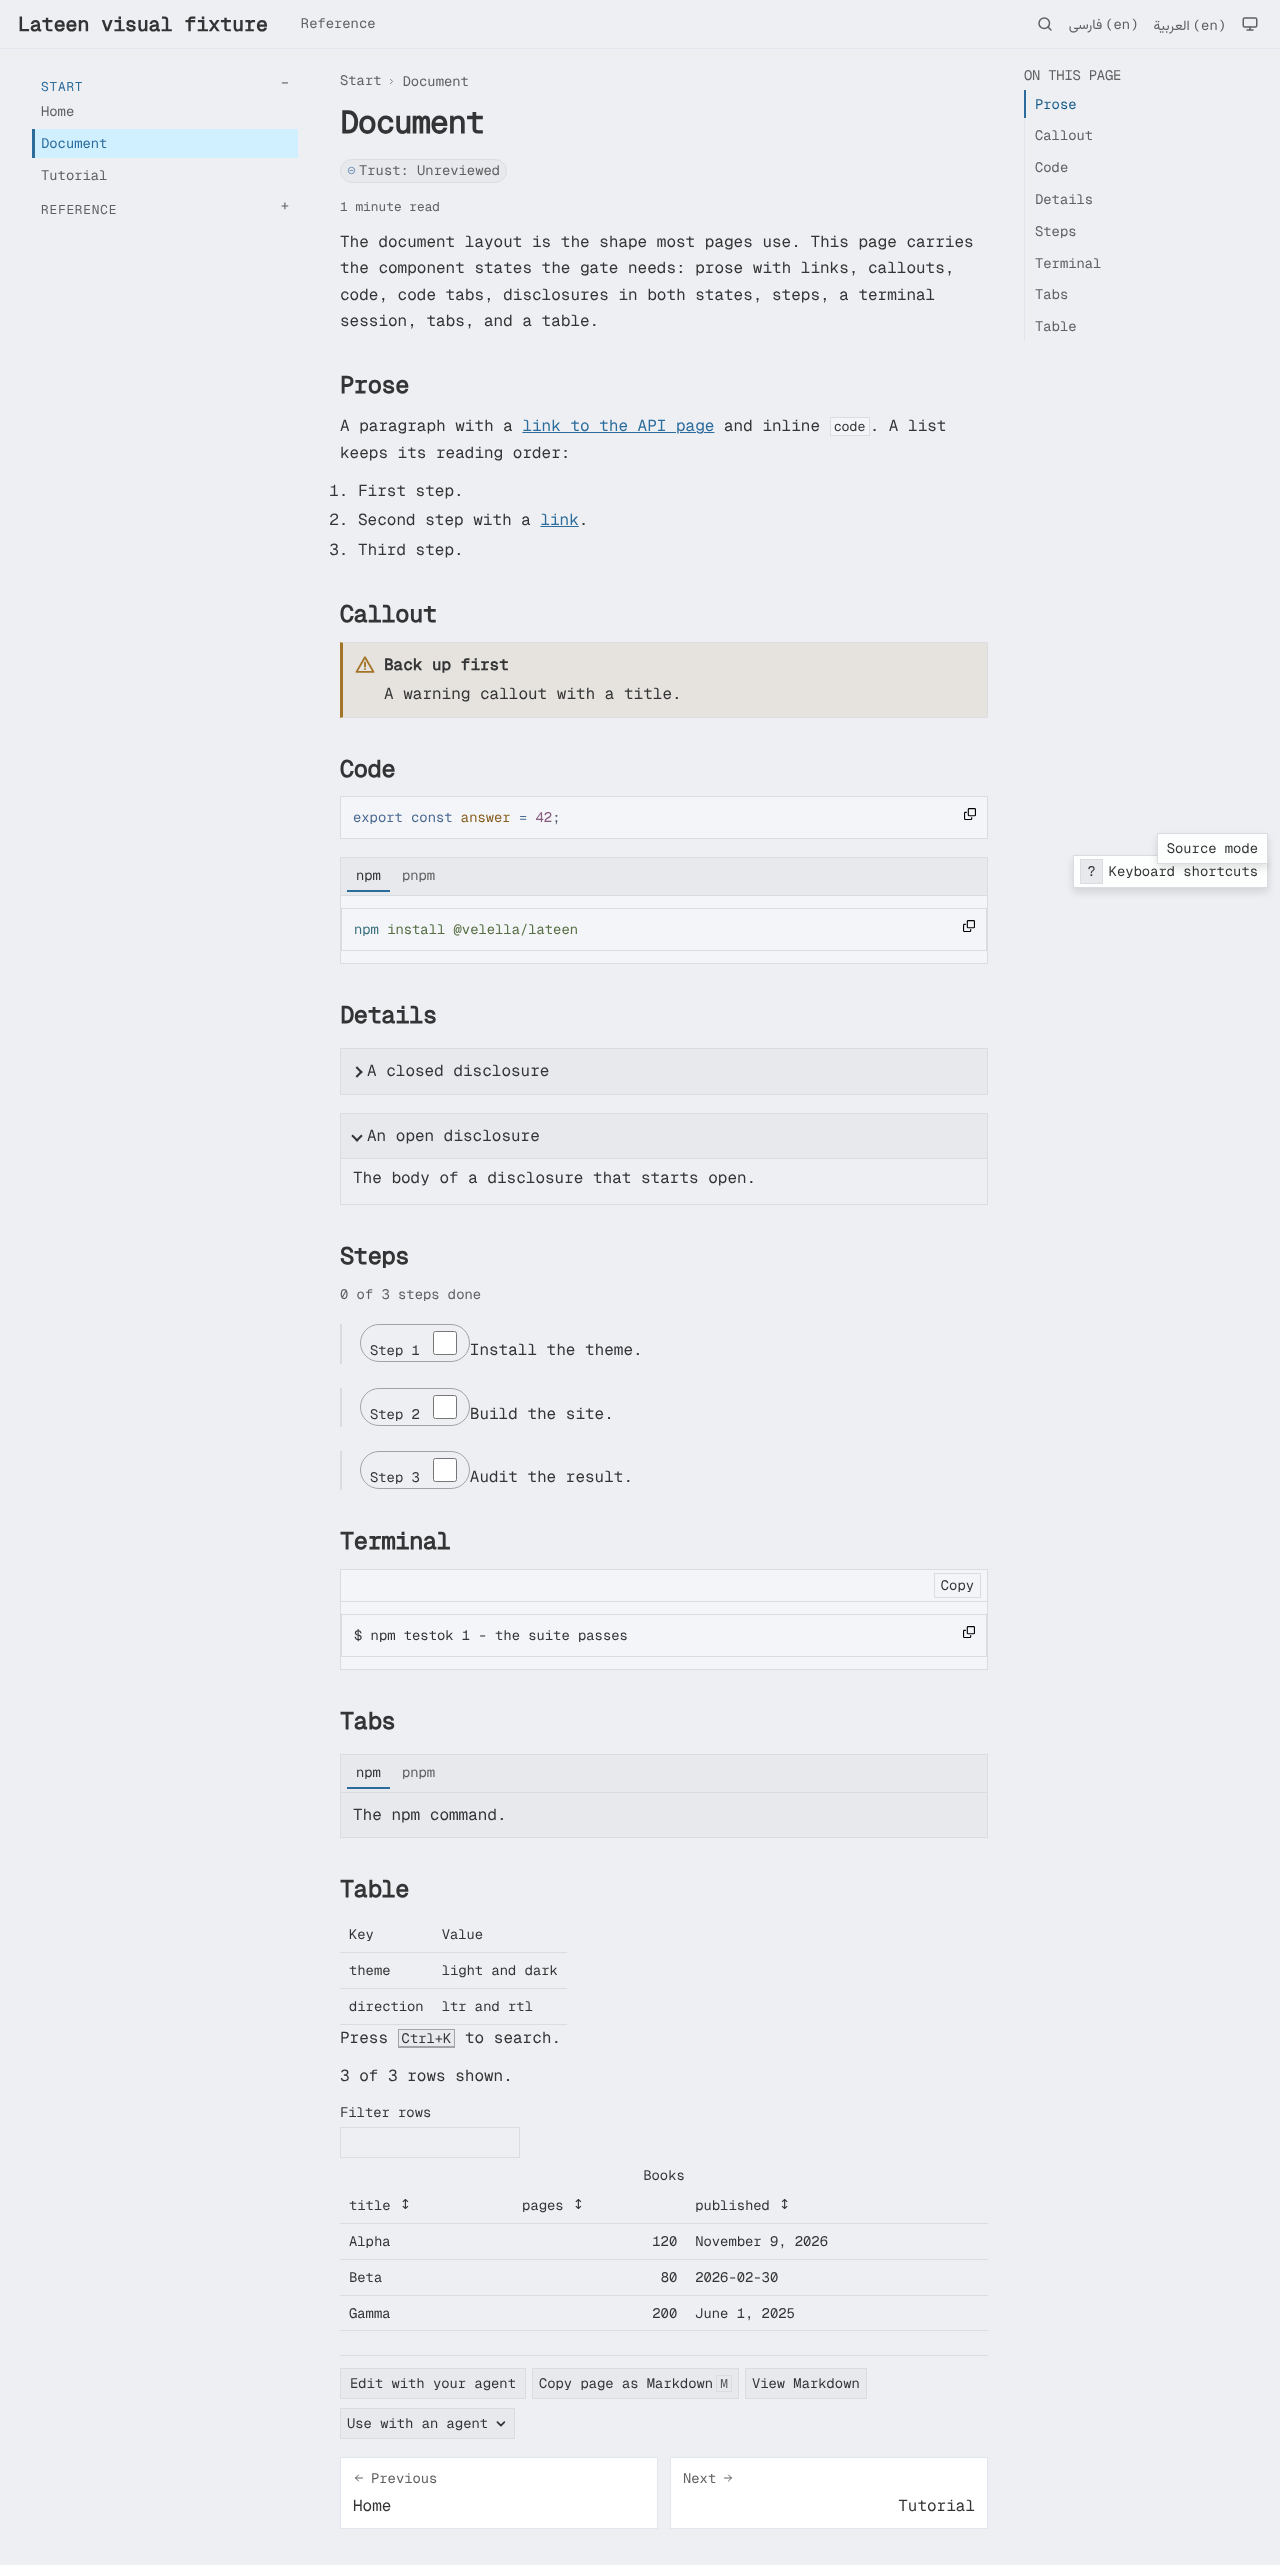 Lateen visual fixture
Reference
فارسی (en)
العربية (en)
START
−
Home
Document
Tutorial
REFERENCE
+
Start › Document
Document
Trust: Unreviewed
1 minute read
The document layout is the shape most pages use. This page carries
the component states the gate needs: prose with links, callouts,
code, code tabs, disclosures in both states, steps, a terminal
session, tabs, and a table.
Prose
A paragraph with a link to the API page and inline code. A list
keeps its reading order:
1. First step.
2. Second step with a link.
3. Third step.
Callout
Back up first
A warning callout with a title.
Code
export const answer = 42;
npm pnpm
npm install @velella/lateen
Details
A closed disclosure
An open disclosure
The body of a disclosure that starts open.
Steps
0 of 3 steps done
Step 1 Install the theme.
Step 2 Build the site.
Step 3 Audit the result.
Terminal
Copy
$ npm testok 1 - the suite passes
Tabs
npm pnpm
The npm command.
Table
Key Value
theme light and dark
direction ltr and rtl
Press Ctrl+K to search.
3 of 3 rows shown.
Filter rows
Books
title ↕ pages ↕ published ↕
Alpha 120 November 9, 2026
Beta 80 2026-02-30
Gamma 200 June 1, 2025
Edit with your agent
Copy page as Markdown M
View Markdown
Use with an agent
← Previous
Home
Next →
Tutorial
ON THIS PAGE
Prose
Callout
Code
Details
Steps
Terminal
Tabs
Table
Source mode
? Keyboard shortcuts